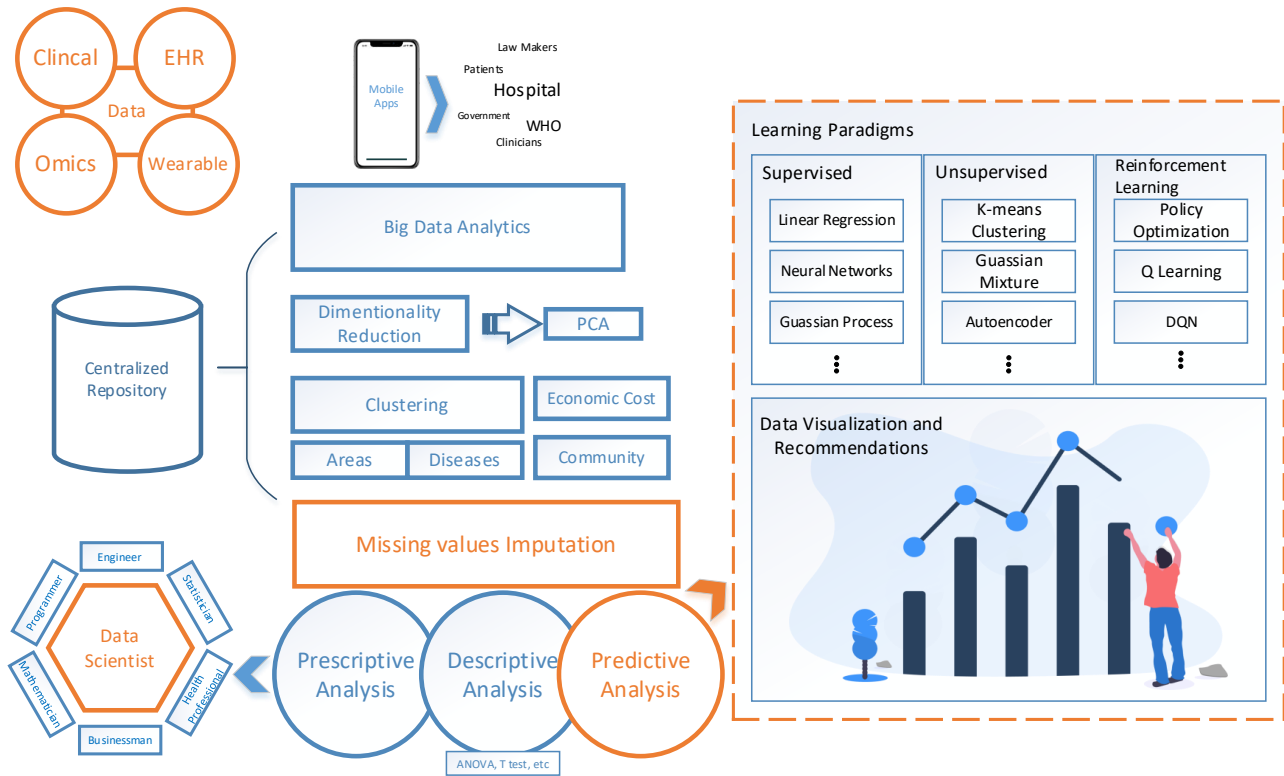 Clincal
EHR
Data
Omics
Wearable
Mobile
Apps
Law Makers
Patients
Hospital
Government
WHO
Clinicians
Big Data Analytics
Dimentionality
Reduction
PCA
Centralized
Repository
Clustering
Economic Cost
Areas
Diseases
Community
Missing values Imputation
Engineer
Programmer
Statistician
Data
Scientist
Mathematician
Health
Professional
Businessman
Prescriptive
Analysis
Descriptive
Analysis
Predictive
Analysis
ANOVA, T test, etc
Learning Paradigms
Supervised
Linear Regression
Neural Networks
Guassian Process
Unsupervised
K-means
Clustering
Guassian
Mixture
Autoencoder
Reinforcement
Learning
Policy
Optimization
Q Learning
DQN
Data Visualization and
Recommendations